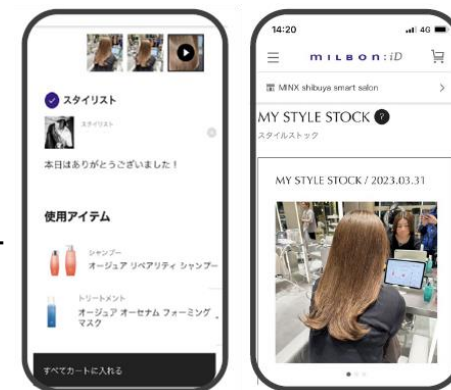 スタイリスト
スタイリスト
本日はありがとうございました！
使用アイテム
シャンプー
オージュア リペアリティ シャンプー
トリートメント
オージュア オーセナム フォーミング
マスク
すべてカートに入れる
14:20
4G
milbon:iD
MINX shibuya smart salon
MY STYLE STOCK ?
スタイルストック
MY STYLE STOCK / 2023.03.31